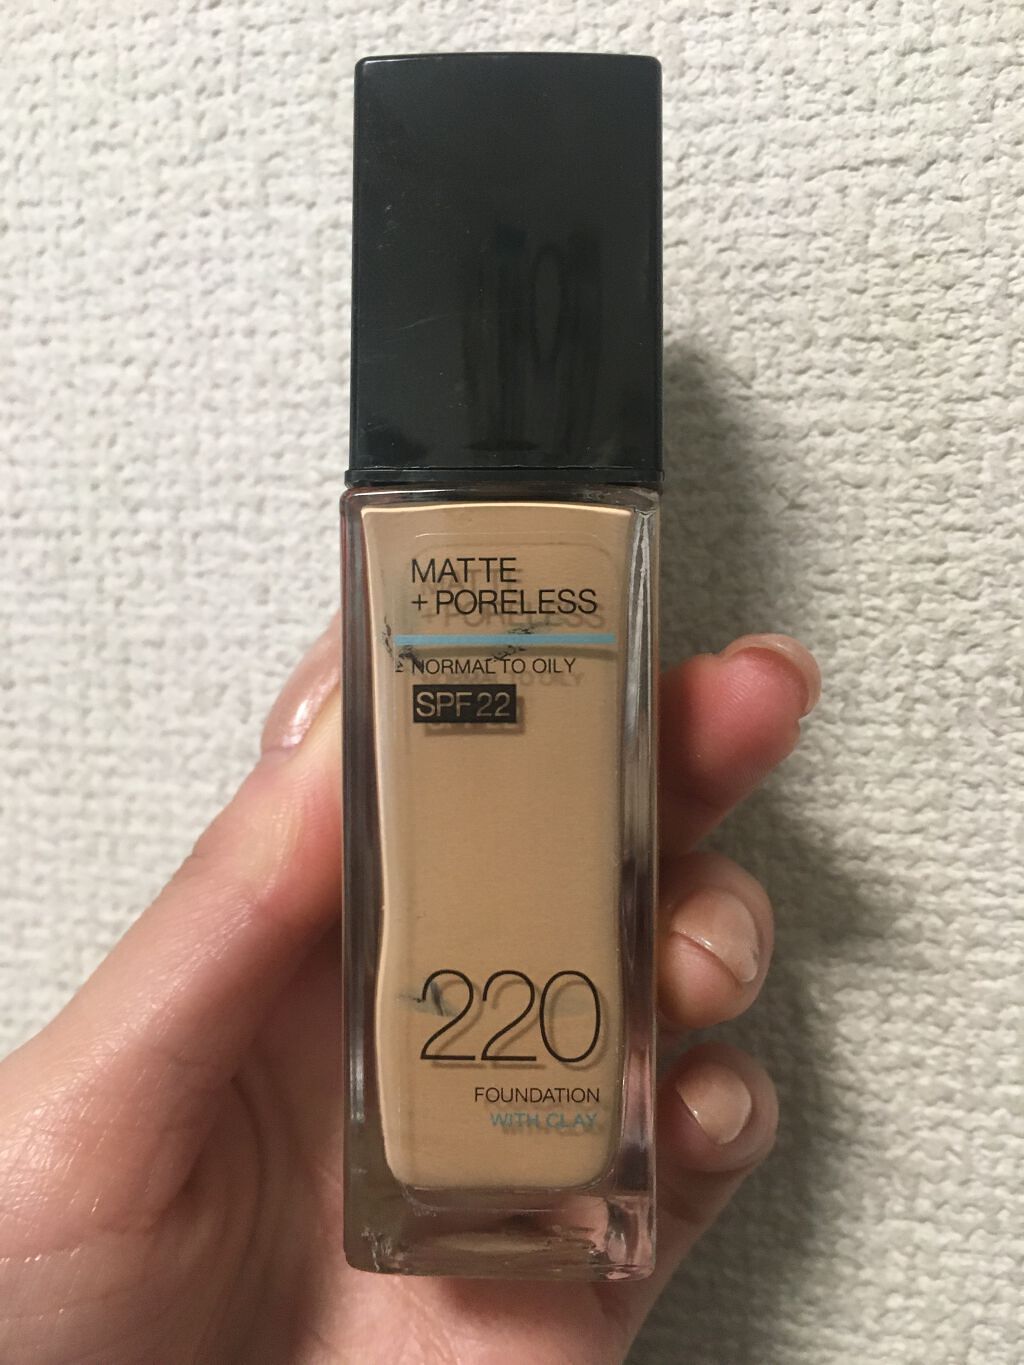 MATTE
+ PORELESS
NORMAL TO OILY
SPF 22
220
FOUNDATION
WITH CLAY